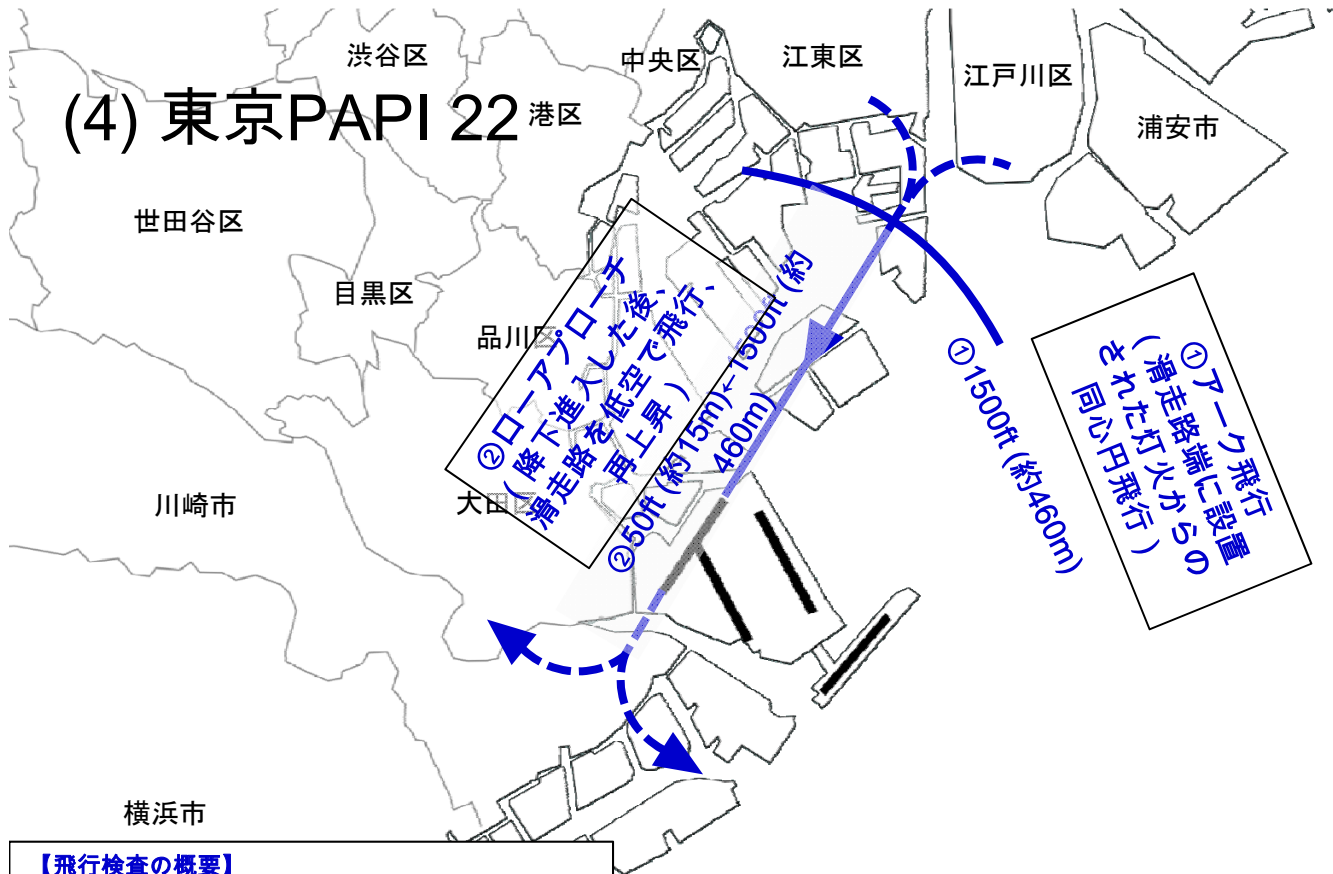 (4) 東京PAPI 22
渋谷区
中央区
江東区
江戸川区
港区
浦安市
世田谷区
目黒区
品川区
②ローアプローチ
(降下進入した後、
滑走路を低空で飛行、
再上昇)
②50ft(約15m)←1500ft(約
460m)
①1500ft(約460m)
①アーク飛行
(滑走路端に設置
された灯火からの
同心円飛行)
川崎市
大田区
横浜市
【飛行検査の概要】